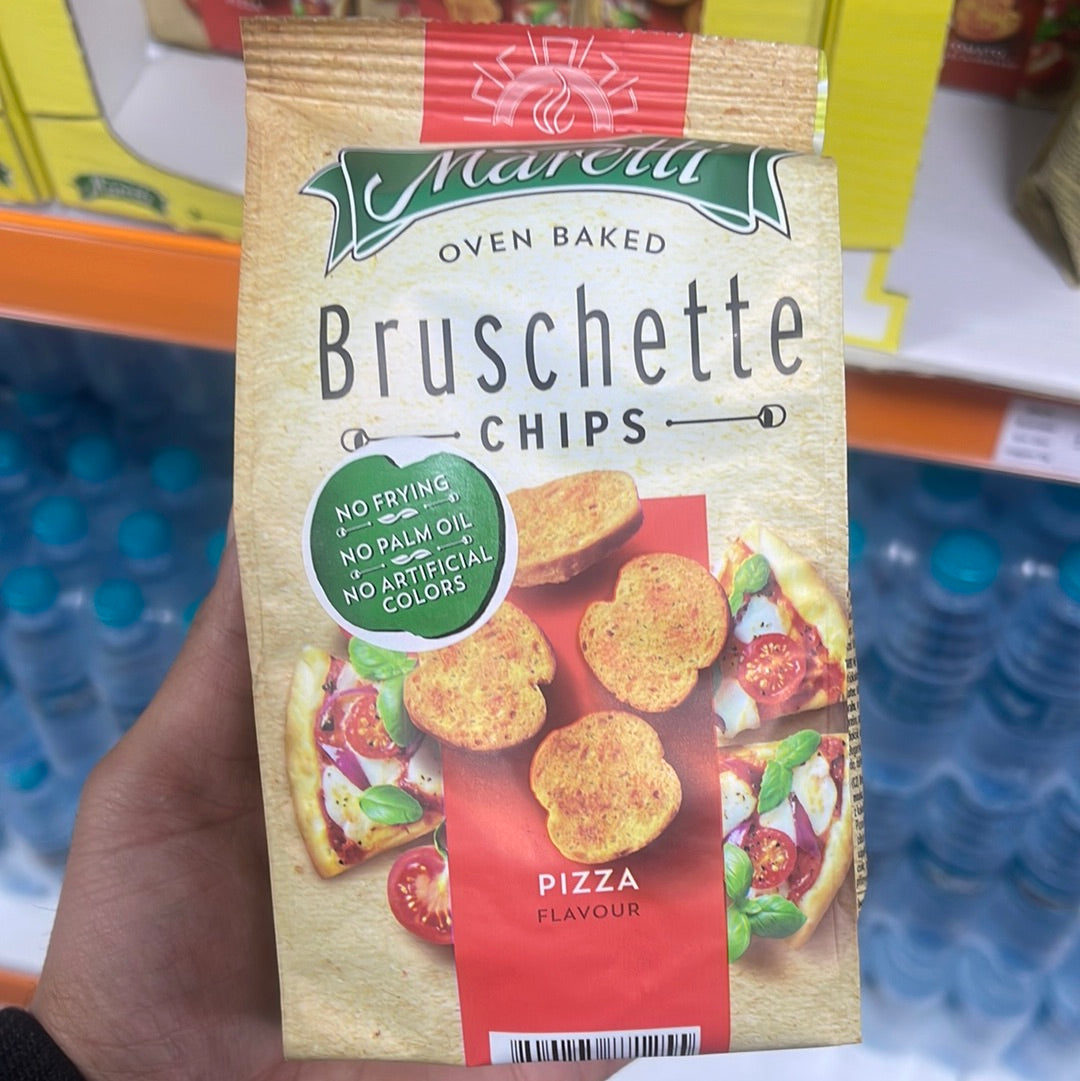 Maretti
OVEN BAKED
Bruschette
CHIPS
NO FRYING
NO PALM OIL
NO ARTIFICIAL
COLORS
PIZZA
FLAVOUR